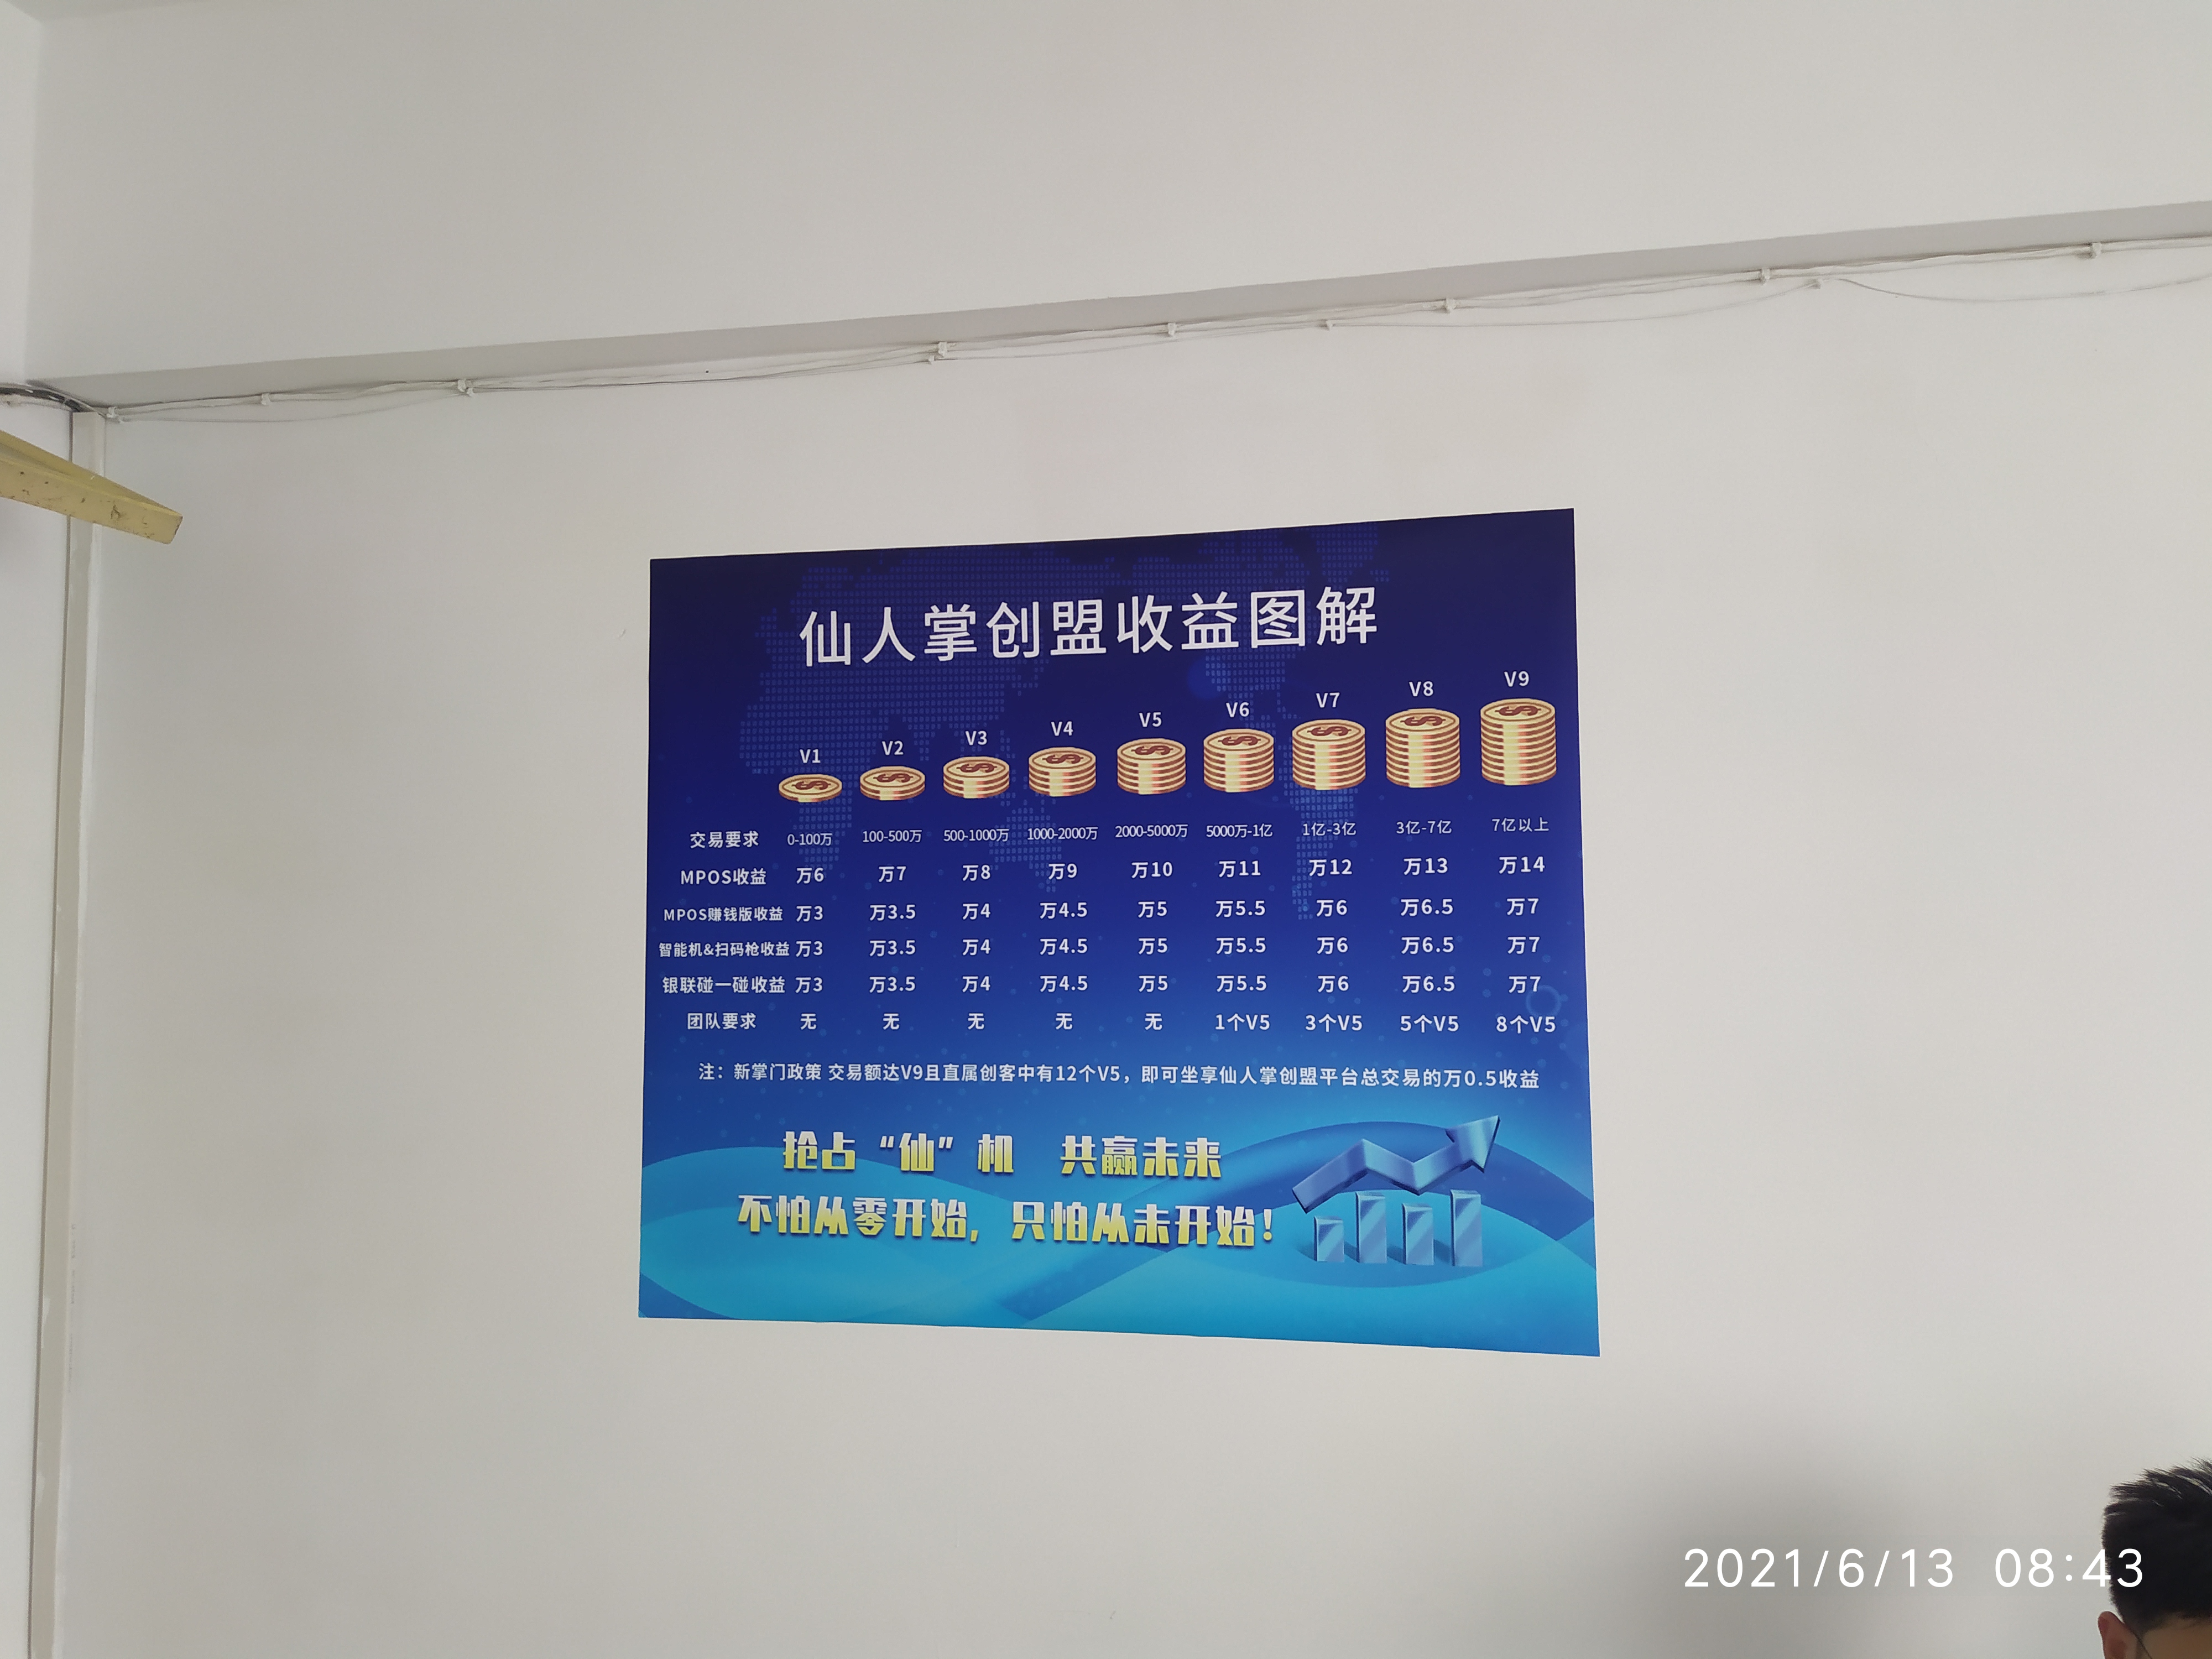 仙人掌创盟收益图解
V1 V2 V3 V4 V5 V6 V7 V8 V9
交易要求 0-100万 100-500万 500-1000万 1000-2000万 2000-5000万 5000万-1亿 1亿-3亿 3亿-7亿 7亿以上
MPOS收益 万6 万7 万8 万9 万10 万11 万12 万13 万14
MPOS赚钱版收益 万3 万3.5 万4 万4.5 万5 万5.5 万6 万6.5 万7
智能机&扫码枪收益 万3 万3.5 万4 万4.5 万5 万5.5 万6 万6.5 万7
银联碰一碰收益 万3 万3.5 万4 万4.5 万5 万5.5 万6 万6.5 万7
团队要求 无 无 无 无 无 1个V5 3个V5 5个V5 8个V5
注：新掌门政策 交易额达V9且直属创客中有12个V5，即可坐享仙人掌创盟平台总交易的万0.5收益
抢占“仙”机 共赢未来
不怕从零开始，只怕从未开始！
2021/6/13 08:43